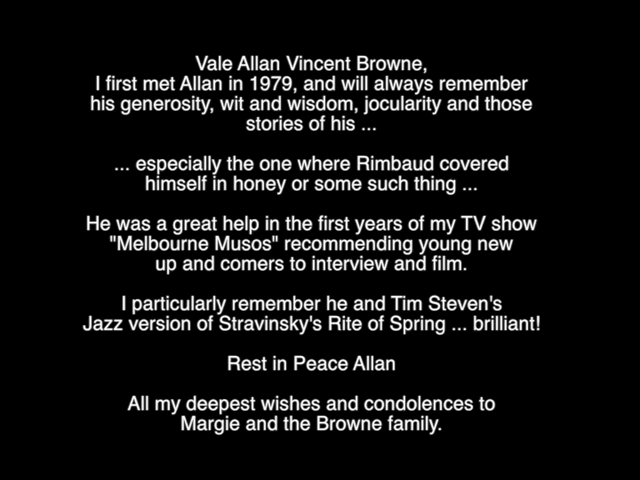 Vale Allan Vincent Browne,
I first met Allan in 1979, and will always remember
his generosity, wit and wisdom, jocularity and those
stories of his ...
... especially the one where Rimbaud covered
himself in honey or some such thing ...
He was a great help in the first years of my TV show
"Melbourne Musos" recommending young new
up and comers to interview and film.
I particularly remember he and Tim Steven's
Jazz version of Stravinsky's Rite of Spring ... brilliant!
Rest in Peace Allan
All my deepest wishes and condolences to
Margie and the Browne family.